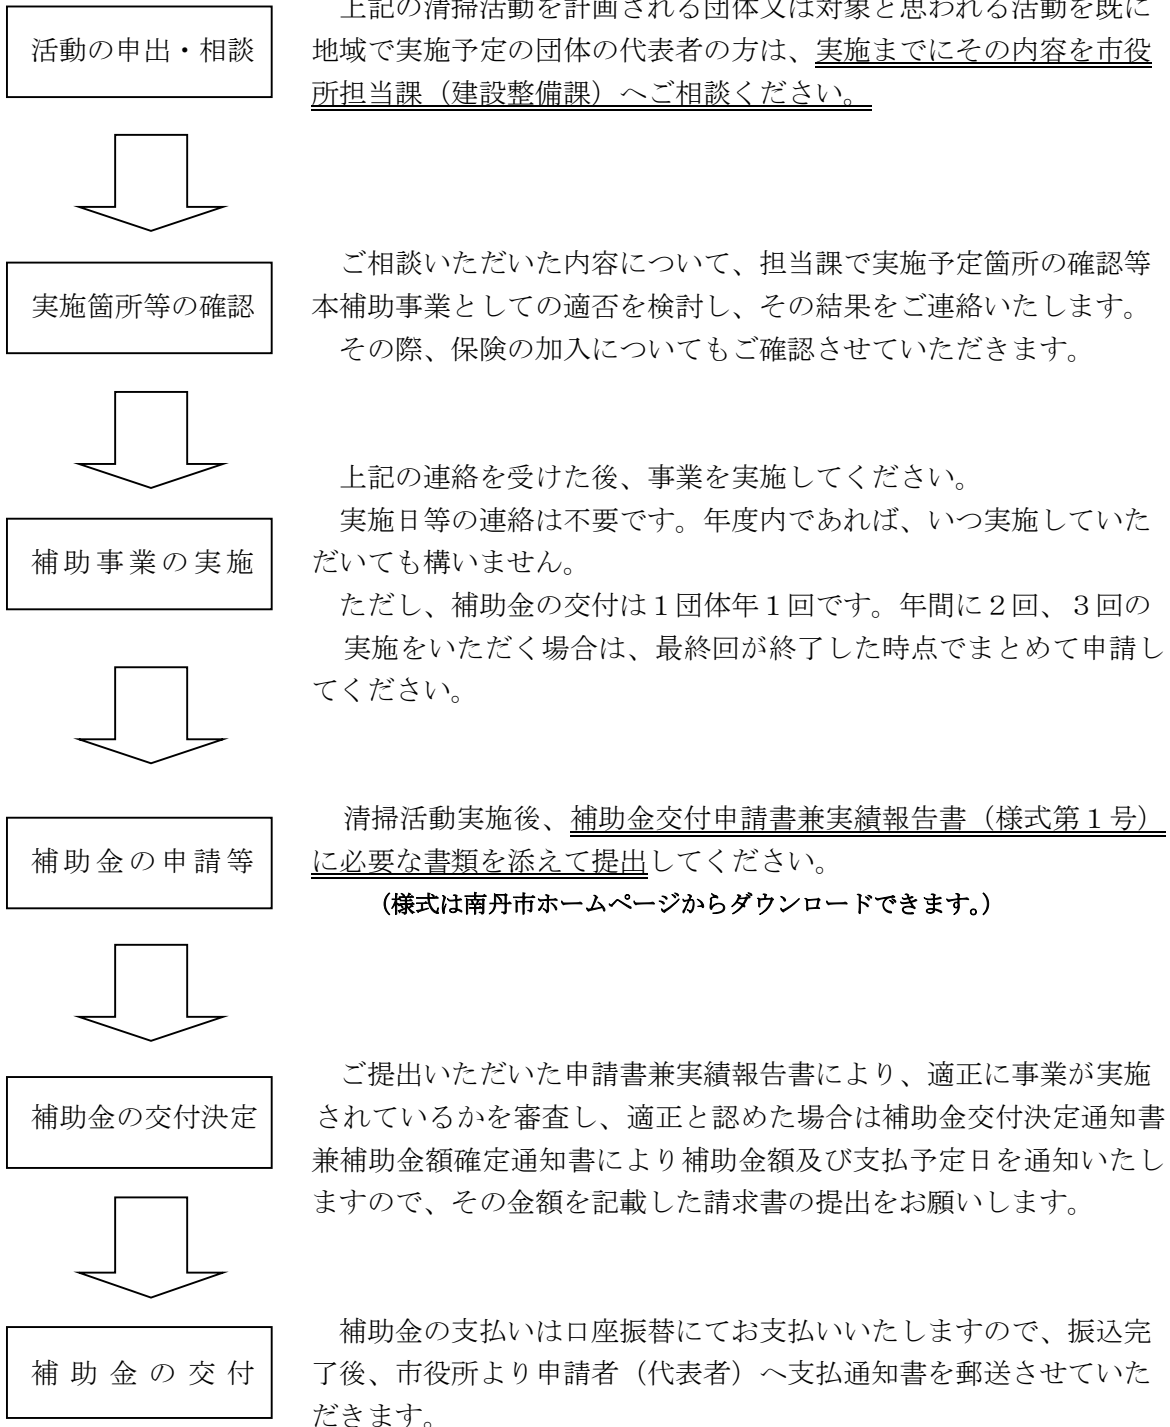 上記の清掃活動を計画される団体又は対象と思われる活動を既に
活動の申出・相談
地域で実施予定の団体の代表者の方は、実施までにその内容を市役
所担当課（建設整備課）へご相談ください。
ご相談いただいた内容について、担当課で実施予定箇所の確認等
実施箇所等の確認
本補助事業としての適否を検討し、その結果をご連絡いたします。
その際、保険の加入についてもご確認させていただきます。
上記の連絡を受けた後、事業を実施してください。
実施日等の連絡は不要です。年度内であれば、いつ実施していた
補助事業の実施
だいても構いません。
ただし、補助金の交付は１団体年１回です。年間に２回、３回の
実施をいただく場合は、最終回が終了した時点でまとめて申請し
てください。
清掃活動実施後、補助金交付申請書兼実績報告書（様式第１号）
補助金の申請等
に必要な書類を添えて提出してください。
（様式は南丹市ホームページからダウンロードできます。）
ご提出いただいた申請書兼実績報告書により、適正に事業が実施
補助金の交付決定
されているかを審査し、適正と認めた場合は補助金交付決定通知書
兼補助金額確定通知書により補助金額及び支払予定日を通知いたし
ますので、その金額を記載した請求書の提出をお願いします。
補助金の支払いは口座振替にてお支払いいたしますので、振込完
補助金の交付
了後、市役所より申請者（代表者）へ支払通知書を郵送させていた
だきます。